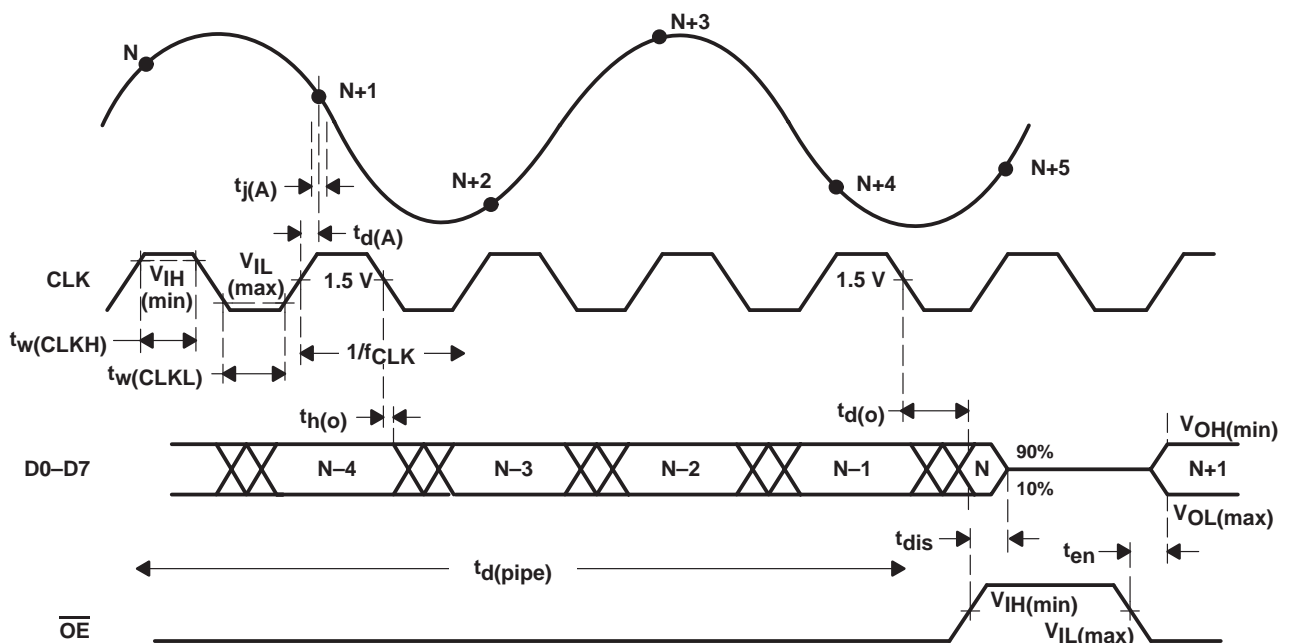 N
N+1
N+2
N+3
N+4
N+5
tj(A)
td(A)
CLK
VIH
(min)
VIL
(max)
1.5 V
1.5 V
tw(CLKH)
tw(CLKL)
1/fCLK
th(o)
td(o)
D0–D7
N–4
N–3
N–2
N–1
N
90%
10%
VOH(min)
N+1
VOL(max)
tdis
ten
td(pipe)
OE
VIH(min)
VIL(max)